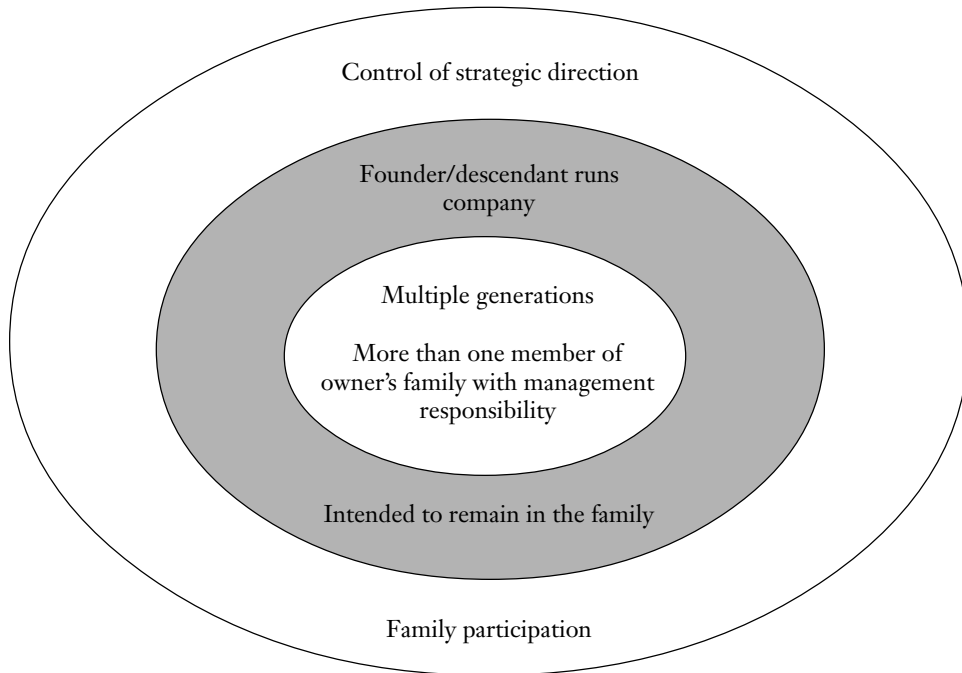 Control of strategic direction
Founder/descendant runs
company
Multiple generations
More than one member of
owner’s family with management
responsibility
Intended to remain in the family
Family participation